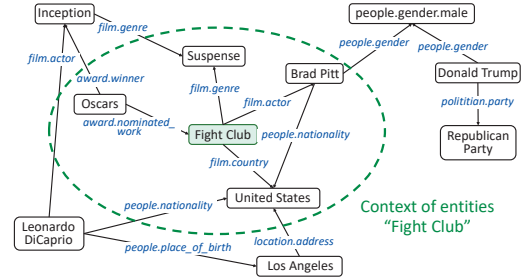 Inception
people.gender.male
film.genre
people.gender
people.gender
film.actor
Suspense
Brad Pitt
Donald Trump
award.winner
film.genre
film.actor
polititian.party
Oscars
award.nominated_
work
Fight Club
people.nationality
Republican
Party
film.country
people.nationality
United States
Context of entities
“Fight Club”
Leonardo
DiCaprio
people.place_of_birth
location.address
Los Angeles